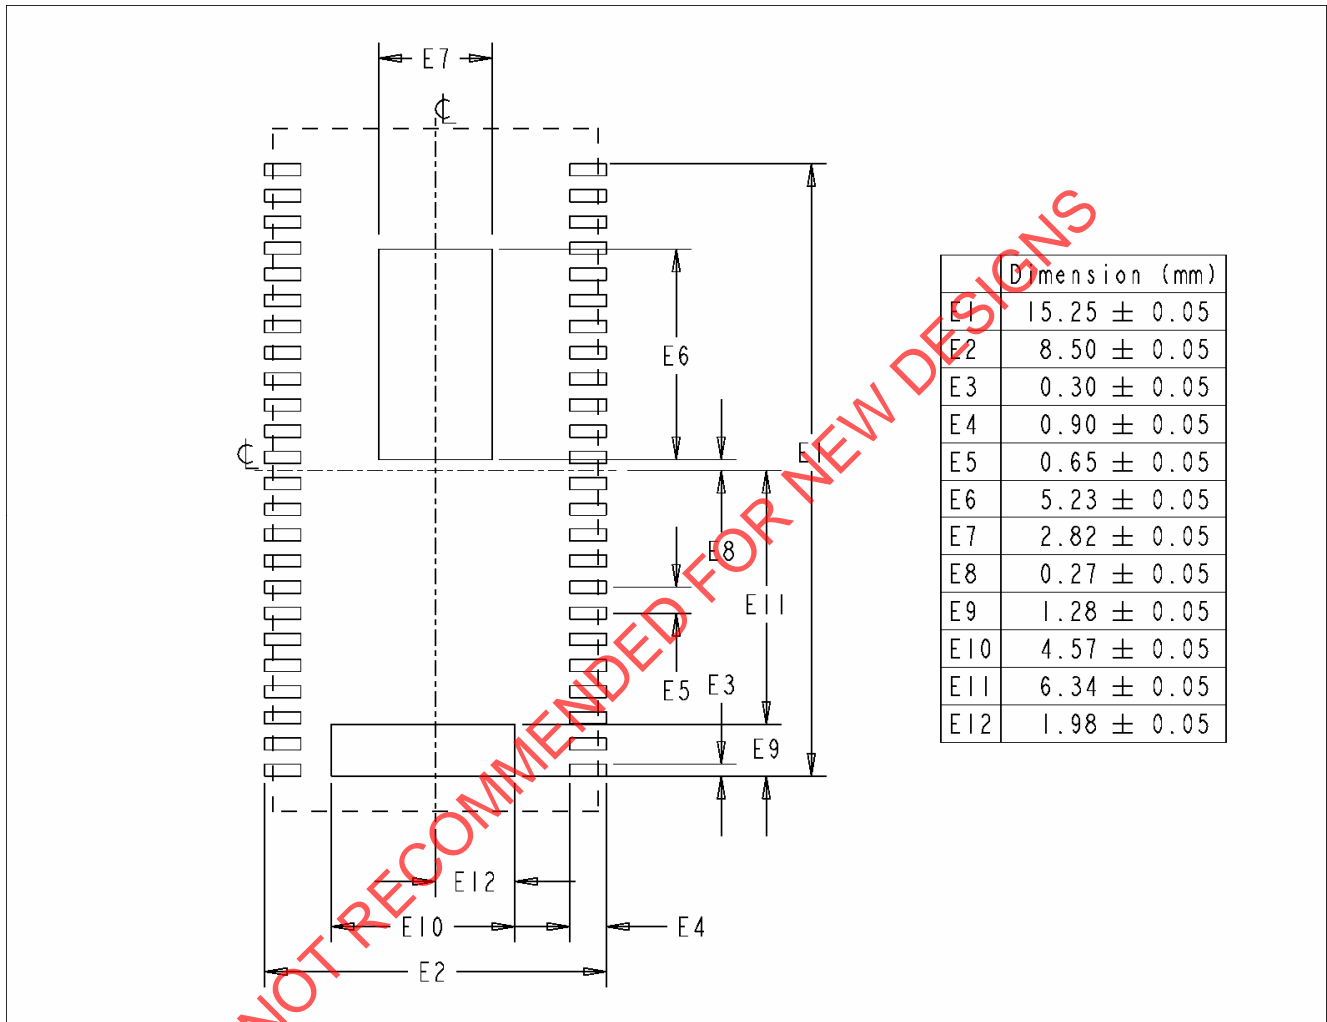 E7
℄
E6
℄
E1
E8
E11
E5
E3
E9
E12
E10
E4
E2
Dimension (mm)
E1 15.25 ± 0.05
E2 8.50 ± 0.05
E3 0.30 ± 0.05
E4 0.90 ± 0.05
E5 0.65 ± 0.05
E6 5.23 ± 0.05
E7 2.82 ± 0.05
E8 0.27 ± 0.05
E9 1.28 ± 0.05
E10 4.57 ± 0.05
E11 6.34 ± 0.05
E12 1.98 ± 0.05
NOT RECOMMENDED FOR NEW DESIGNS